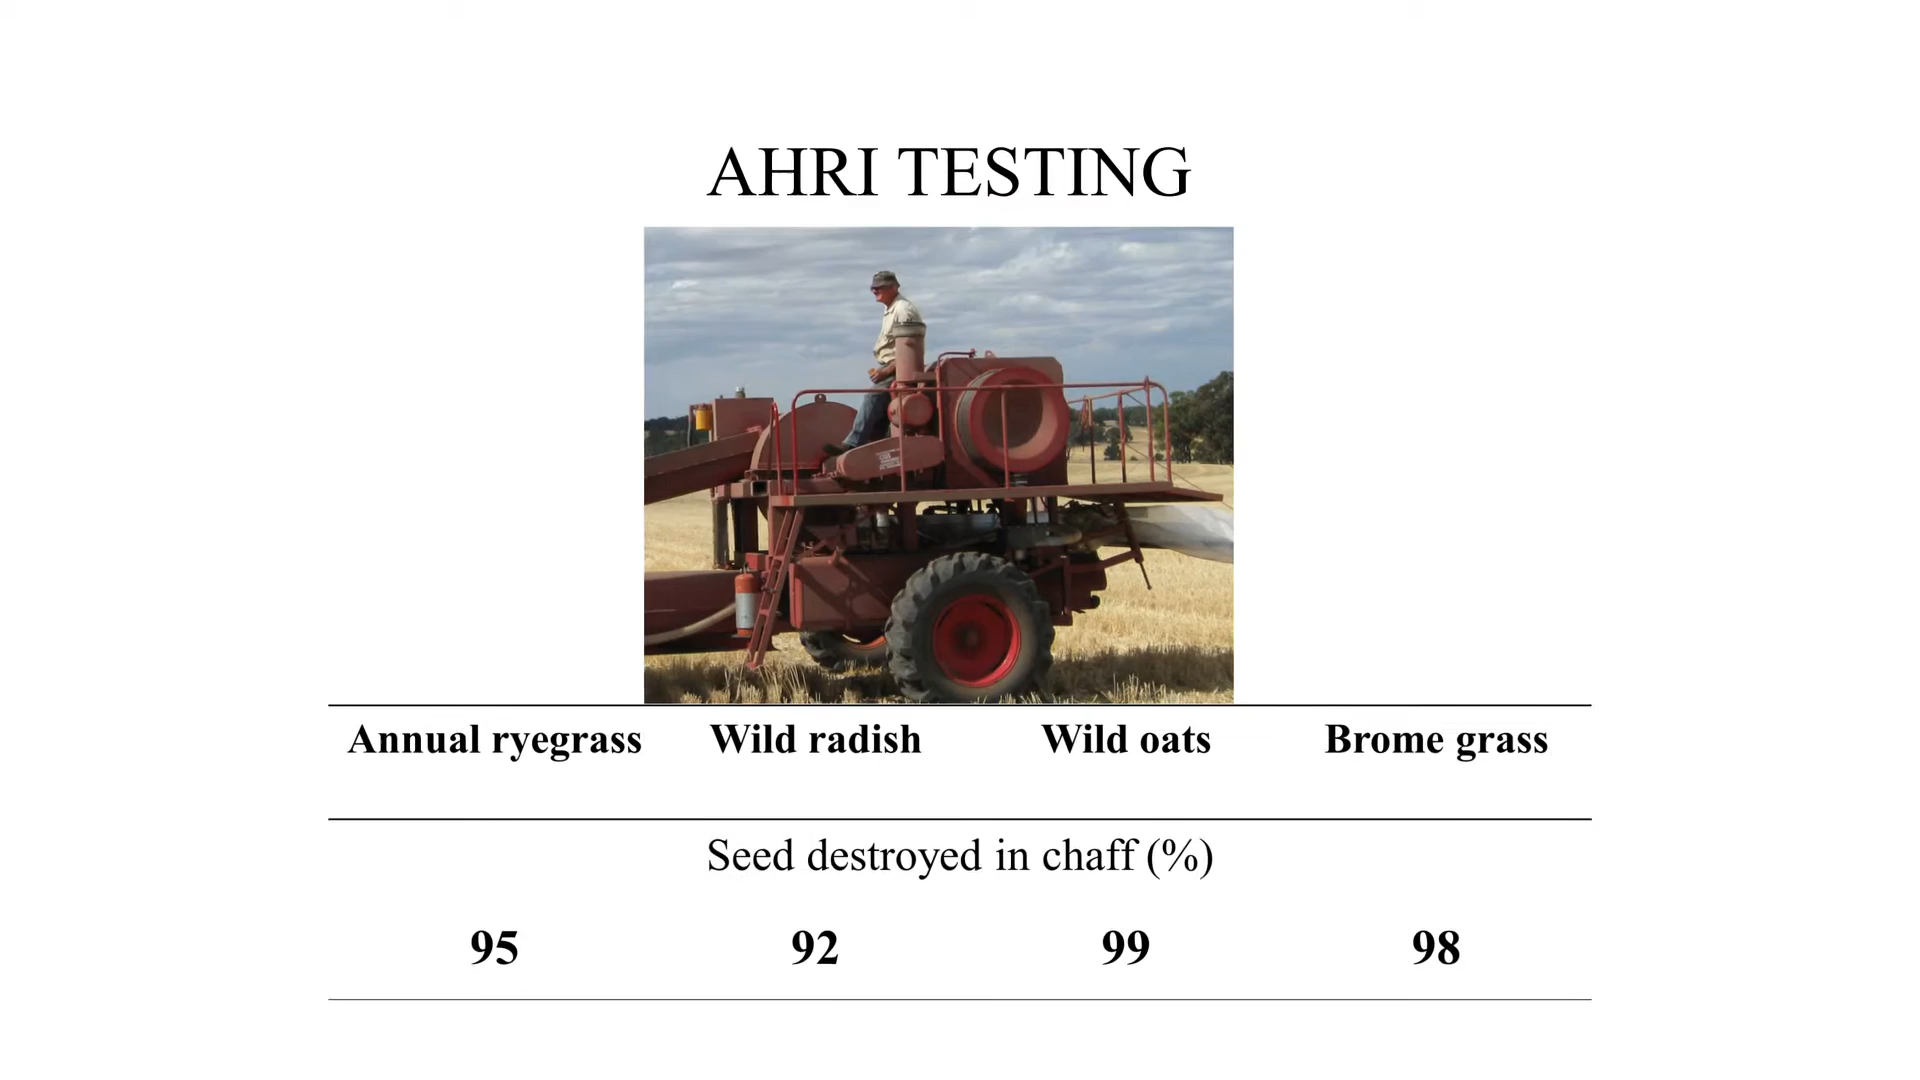 AHRI TESTING
Annual ryegrass Wild radish Wild oats Brome grass
Seed destroyed in chaff (%)
95 92 99 98